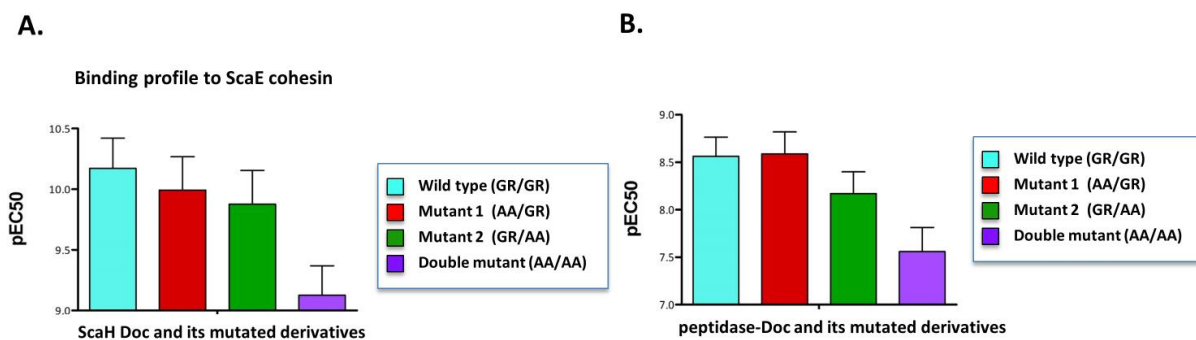 A.
Binding profile to ScaE cohesin
pEC50
10.5
10.0
9.5
9.0
ScaH Doc and its mutated derivatives
Wild type (GR/GR)
Mutant 1 (AA/GR)
Mutant 2 (GR/AA)
Double mutant (AA/AA)
B.
pEC50
9.0
8.5
8.0
7.5
7.0
peptidase-Doc and its mutated derivatives
Wild type (GR/GR)
Mutant 1 (AA/GR)
Mutant 2 (GR/AA)
Double mutant (AA/AA)